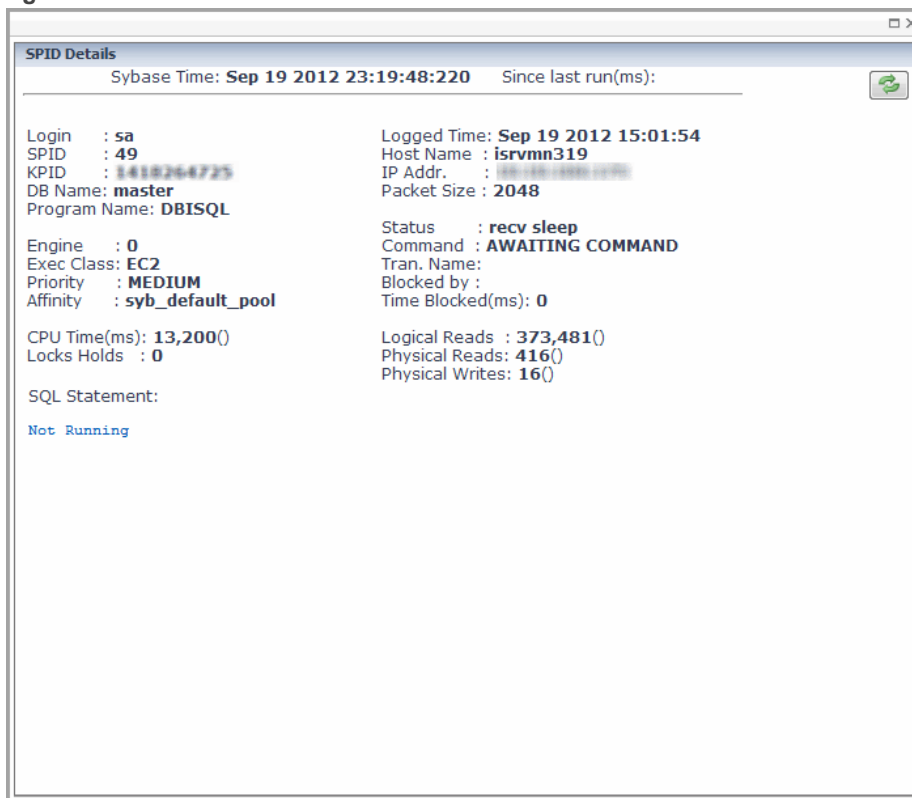 SPID Details
Sybase Time: Sep 19 2012 23:19:48:220 Since last run(ms):
Login : sa
SPID : 49
KPID :
DB Name: master
Program Name: DBISQL
Engine : 0
Exec Class: EC2
Priority : MEDIUM
Affinity : syb_default_pool
CPU Time(ms): 13,200()
Locks Holds : 0
Logged Time: Sep 19 2012 15:01:54
Host Name : isrvmn319
IP Addr. :
Packet Size : 2048
Status : recv sleep
Command : AWAITING COMMAND
Tran. Name:
Blocked by :
Time Blocked(ms): 0
Logical Reads : 373,481()
Physical Reads: 416()
Physical Writes: 16()
SQL Statement:
Not Running